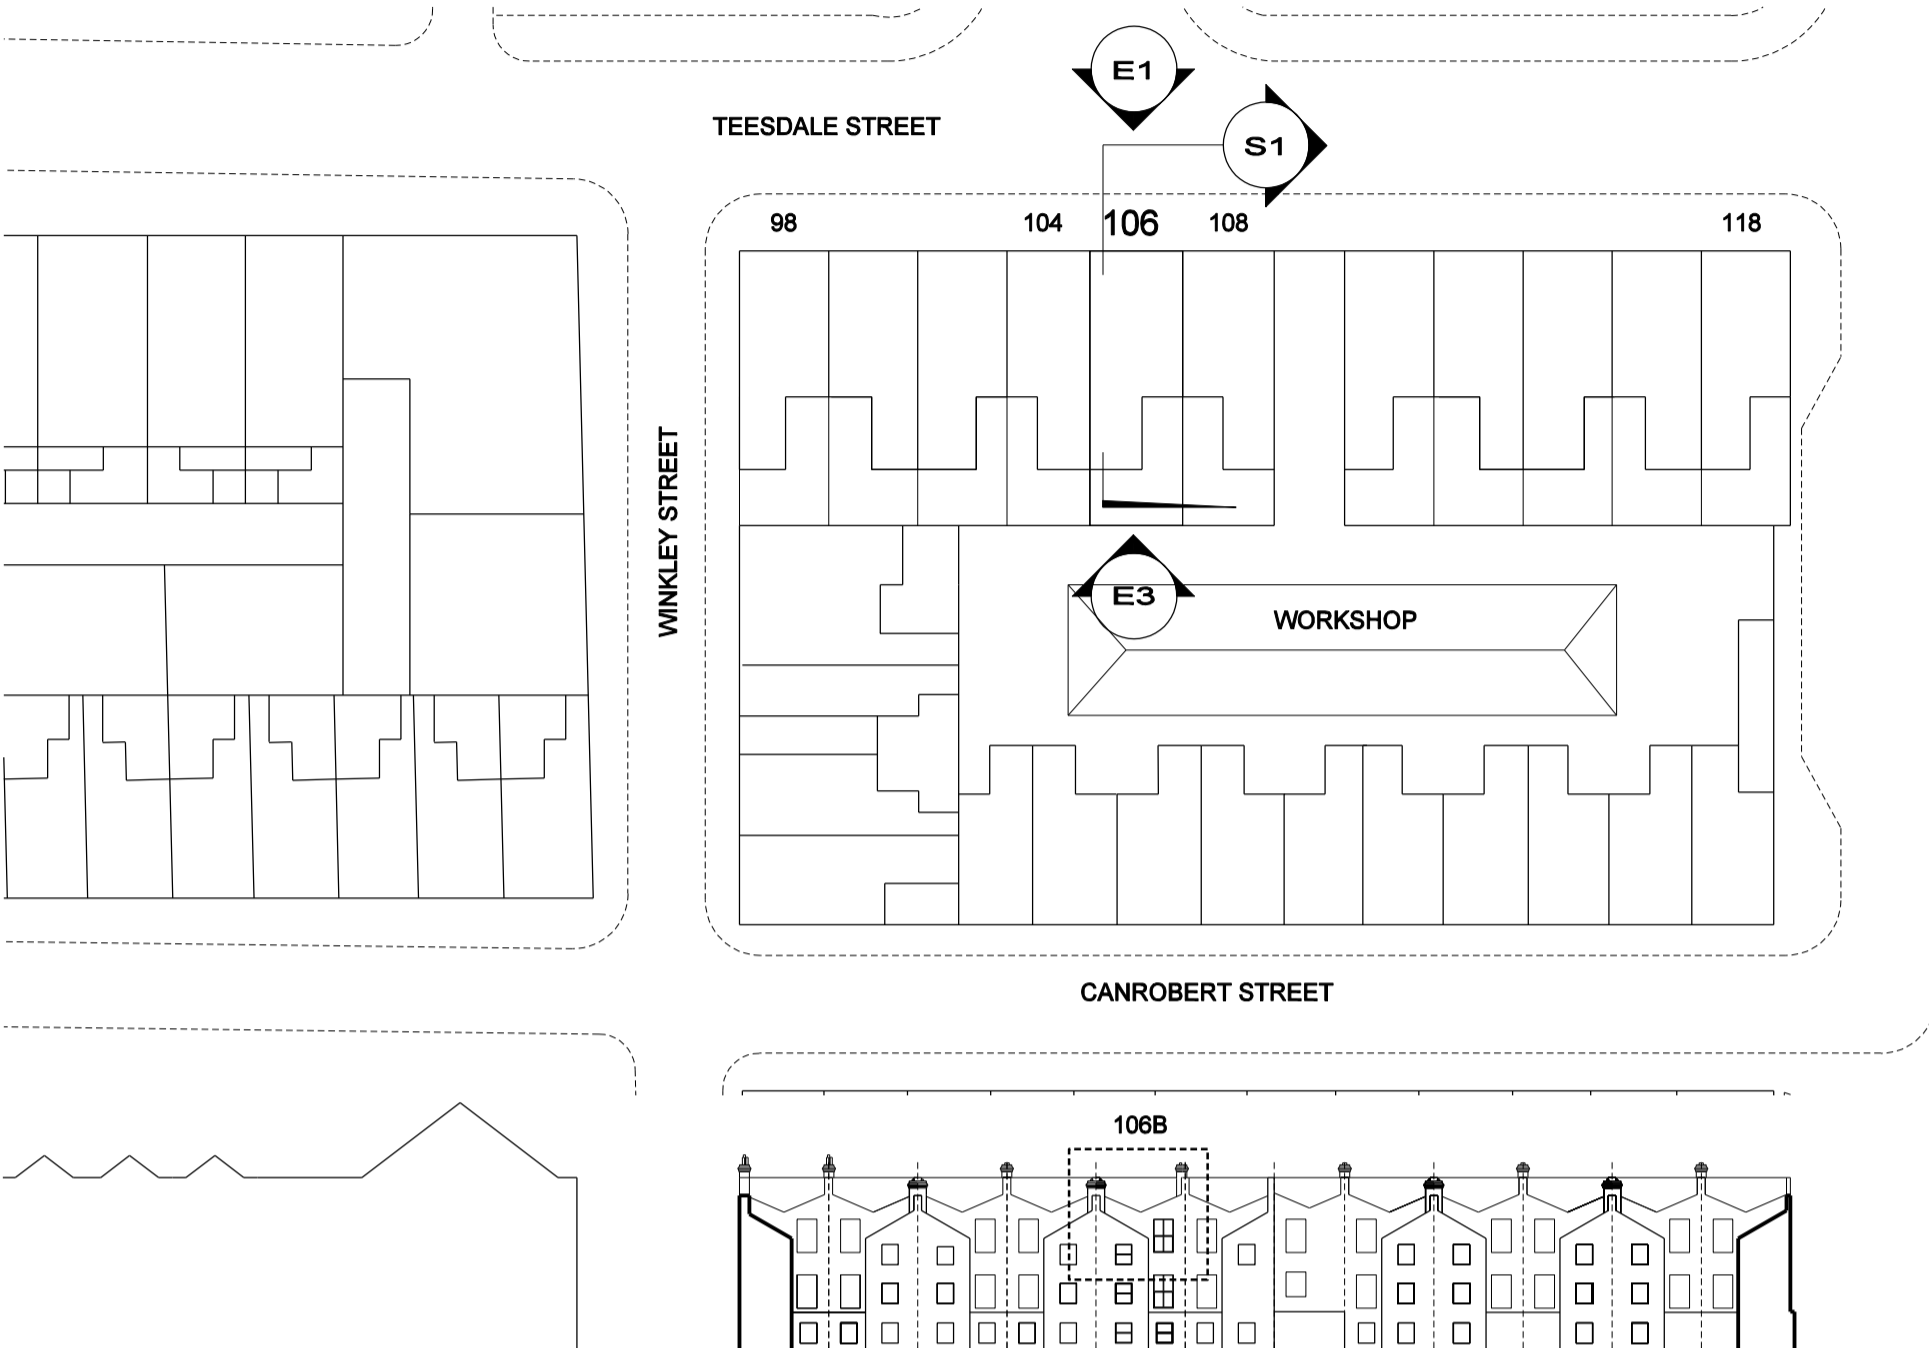 E1
TEESDALE STREET
S1
98
104
106
108
118
WINKLEY STREET
E3
WORKSHOP
CANROBERT STREET
106B